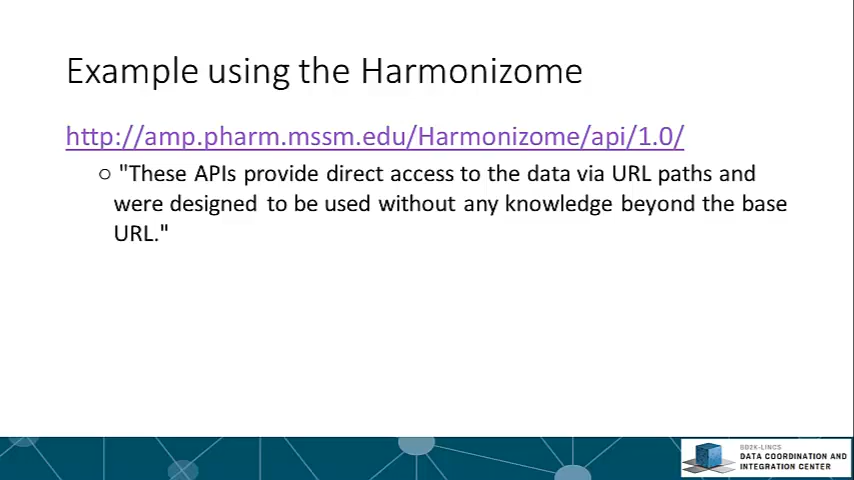 Example using the Harmonizome
http://amp.pharm.mssm.edu/Harmonizome/api/1.0/
○ "These APIs provide direct access to the data via URL paths and
were designed to be used without any knowledge beyond the base
URL."
BD2K-LINCS
DATA COORDINATION AND
INTEGRATION CENTER